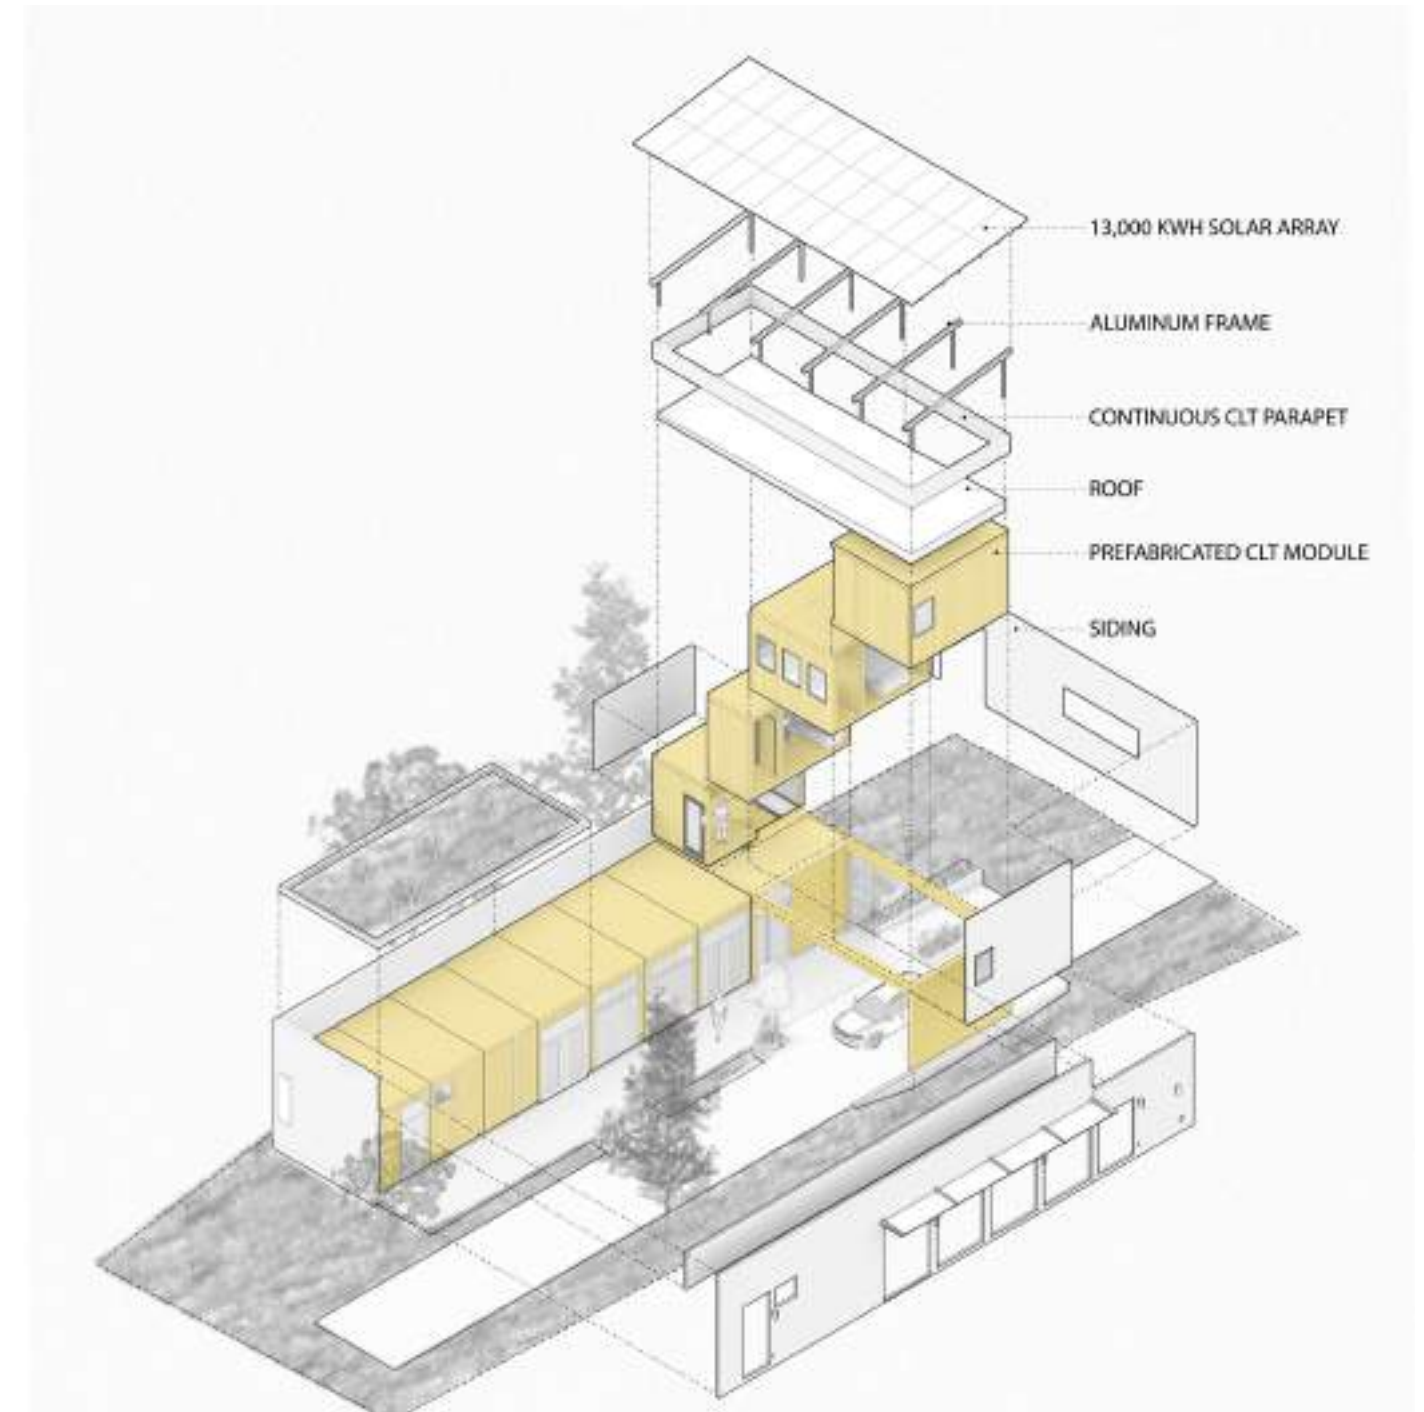 13,000 KWH SOLAR ARRAY
ALUMINUM FRAME
CONTINUOUS CLT PARAPET
ROOF
PREFABRICATED CLT MODULE
SIDING